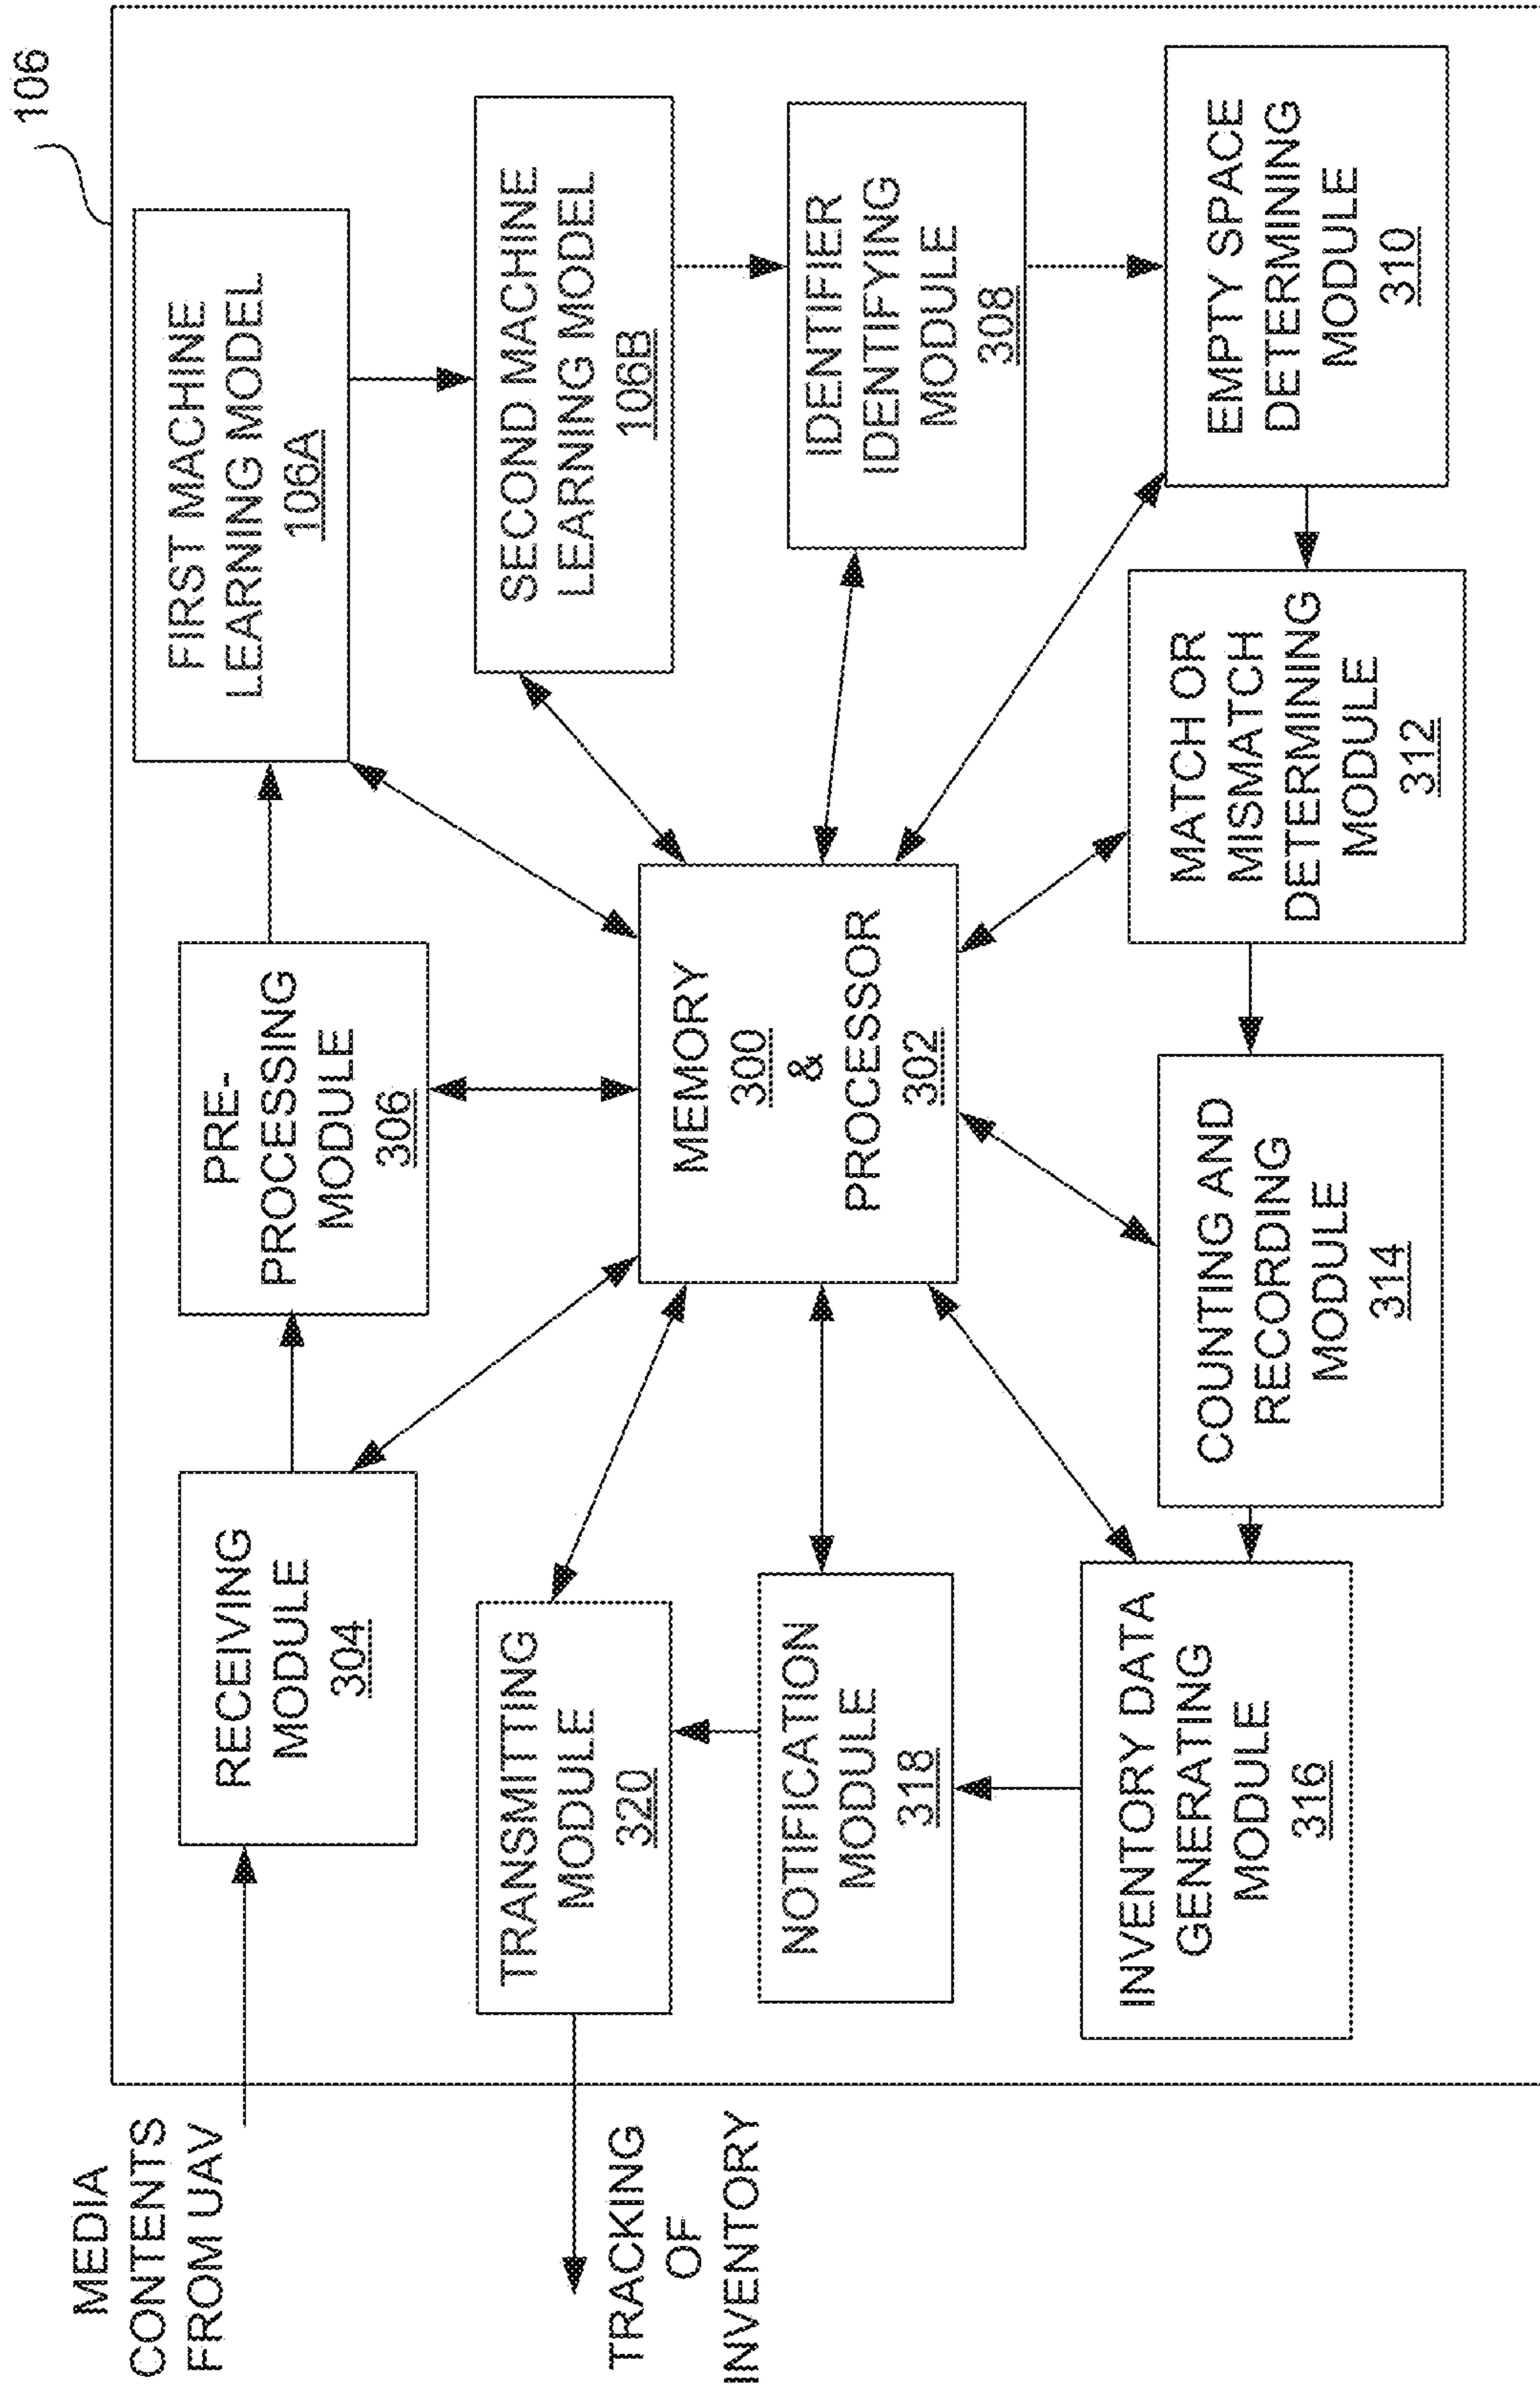 106
MEDIA
CONTENTS
FROM UAV
RECEIVING
MODULE
304
PRE-
PROCESSING
MODULE
306
FIRST MACHINE
LEARNING MODEL
106A
SECOND MACHINE
LEARNING MODEL
106B
IDENTIFIER
IDENTIFYING
MODULE
308
EMPTY SPACE
DETERMINING
MODULE
310
MATCH OR
MISMATCH
DETERMINING
MODULE
312
COUNTING AND
RECORDING
MODULE
314
INVENTORY DATA
GENERATING
MODULE
316
NOTIFICATION
MODULE
318
TRANSMITTING
MODULE
320
TRACKING
OF
INVENTORY
MEMORY
300
&
PROCESSOR
302